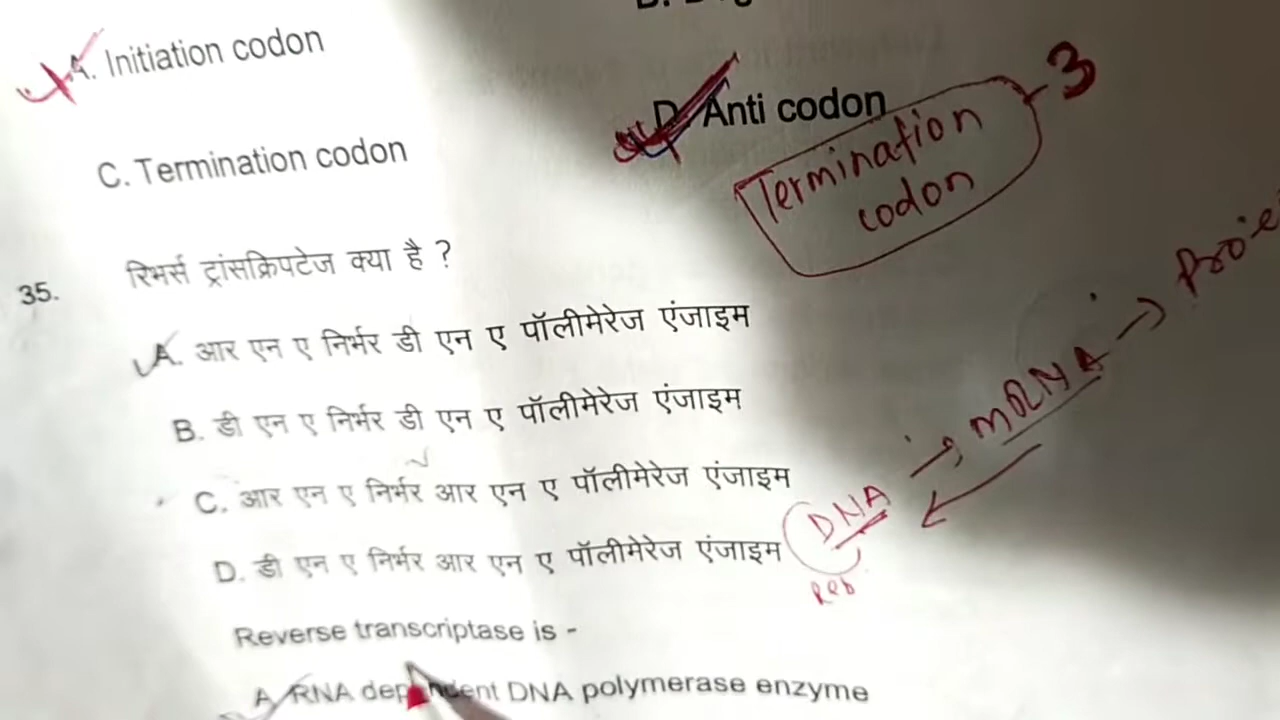 A. Initiation codon
D. Anti codon
C. Termination codon
Termination codon - 3
35. रिभर्स ट्रांसक्रिपटेज क्या है ?
A. आर एन ए निर्भर डी एन ए पॉलीमेरेज एंजाइम
B. डी एन ए निर्भर डी एन ए पॉलीमेरेज एंजाइम
C. आर एन ए निर्भर आर एन ए पॉलीमेरेज एंजाइम
D. डी एन ए निर्भर आर एन ए पॉलीमेरेज एंजाइम
DNA → mRNA →
Reverse transcriptase is -
A. RNA dependent DNA polymerase enzyme